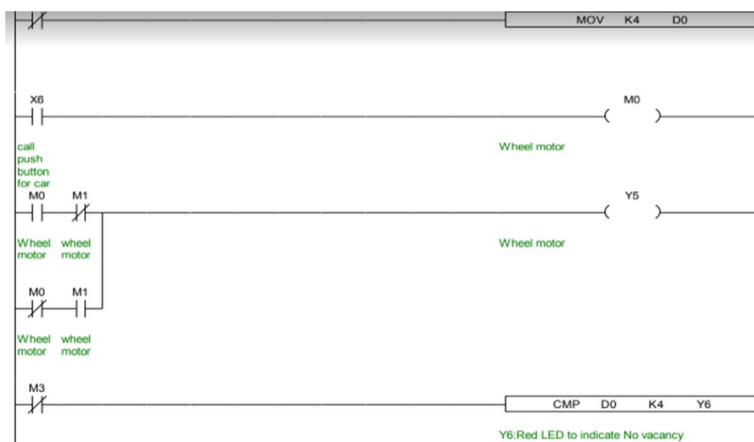 MOV K4 D0
X6
M0
call
push
button
for car
Wheel motor
M0 M1
Y5
Wheel wheel
motor motor
Wheel motor
M0 M1
Wheel wheel
motor motor
M3
CMP D0 K4 Y6
Y6:Red LED to indicate No vacancy